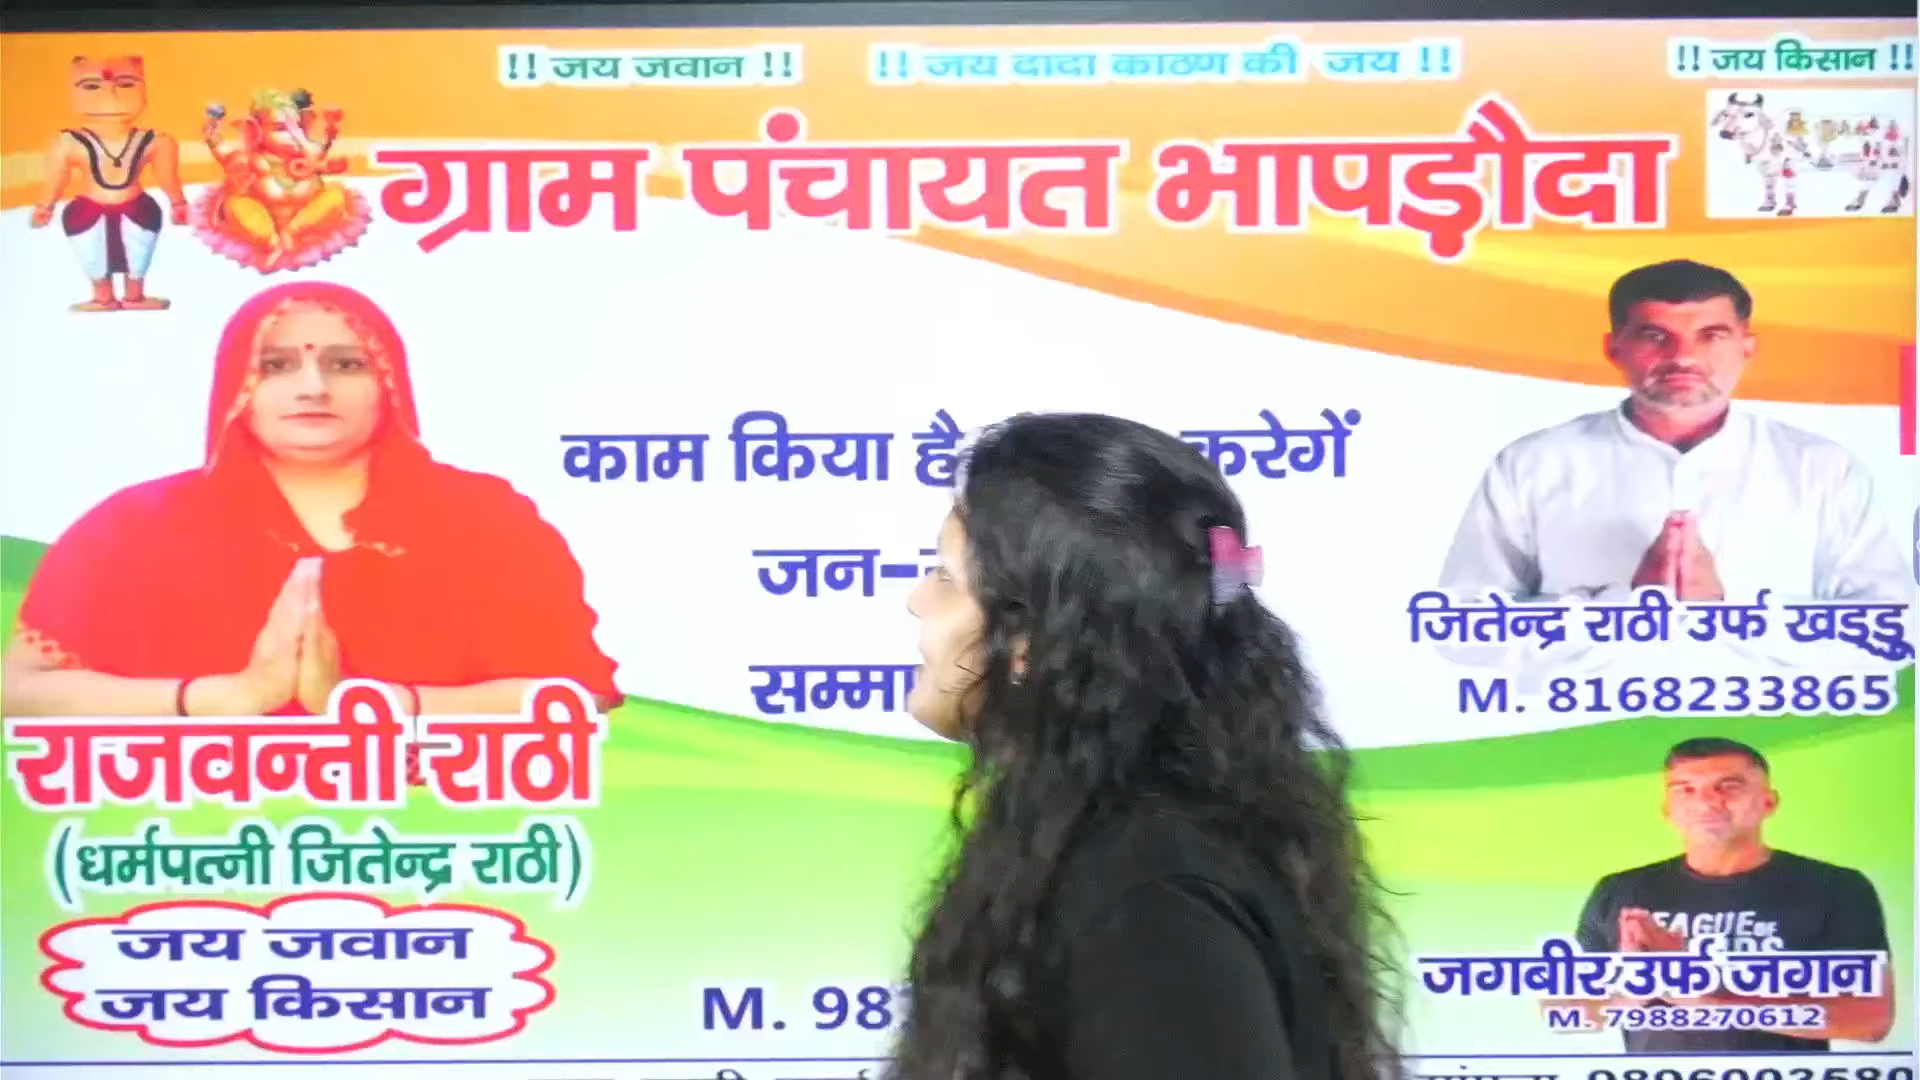 !! जय जवान !! !! जय दादा काठण की जय !! !! जय किसान !!
ग्राम पंचायत भापड़ौदा
काम किया है करेगें
जन-
जितेन्द्र राठी उर्फ खड्डू
M. 8168233865
राजवन्ती राठी
(धर्मपत्नी जितेन्द्र राठी)
जय जवान
जय किसान
M. 98
जगबीर उर्फ जगन
M. 7988270612